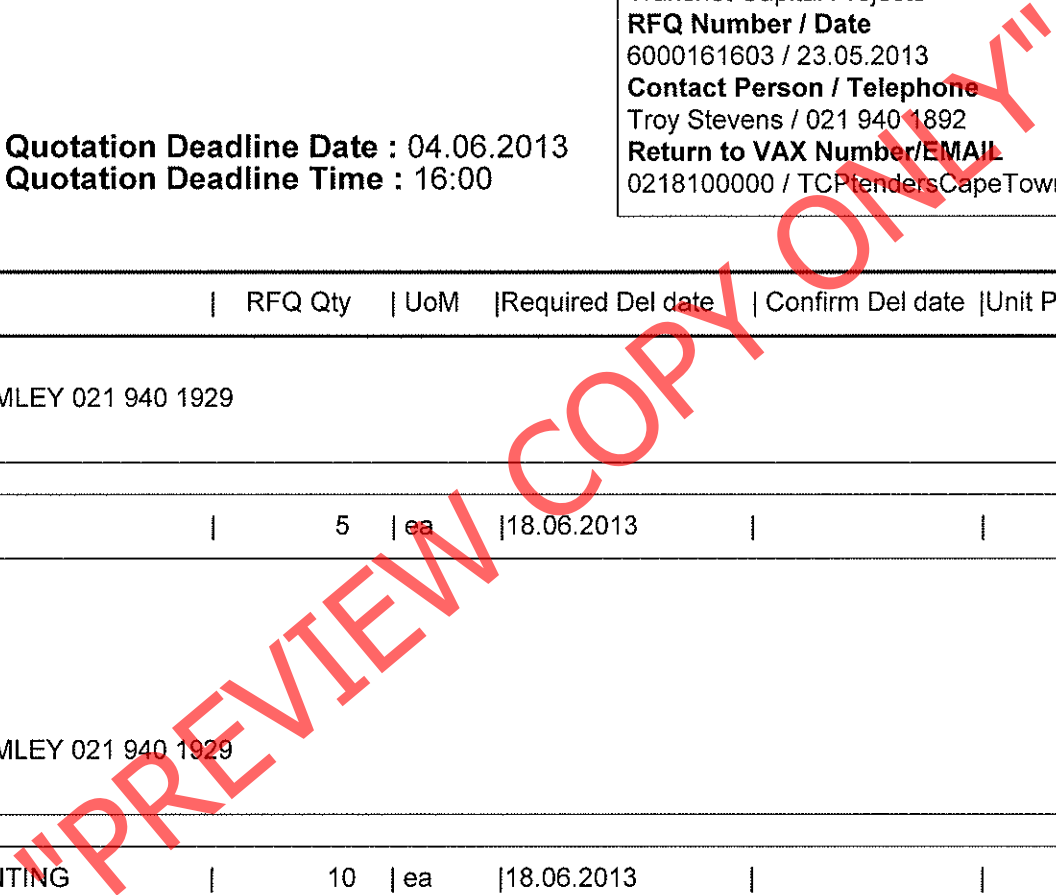 RFQ Number / Date
6000161603 / 23.05.2013
Contact Person / Telephone
Troy Stevens / 021 940 1892
Return to VAX Number/EMAIL
0218100000 / TCPtendersCapeTown
Quotation Deadline Date : 04.06.2013
Quotation Deadline Time : 16:00
| RFQ Qty | UoM |Required Del date | Confirm Del date |Unit P
MLEY 021 940 1929
| 5 | ea |18.06.2013 | |
MLEY 021 940 1929
NTING | 10 | ea |18.06.2013 | |
"PREVIEW COPY ONLY"